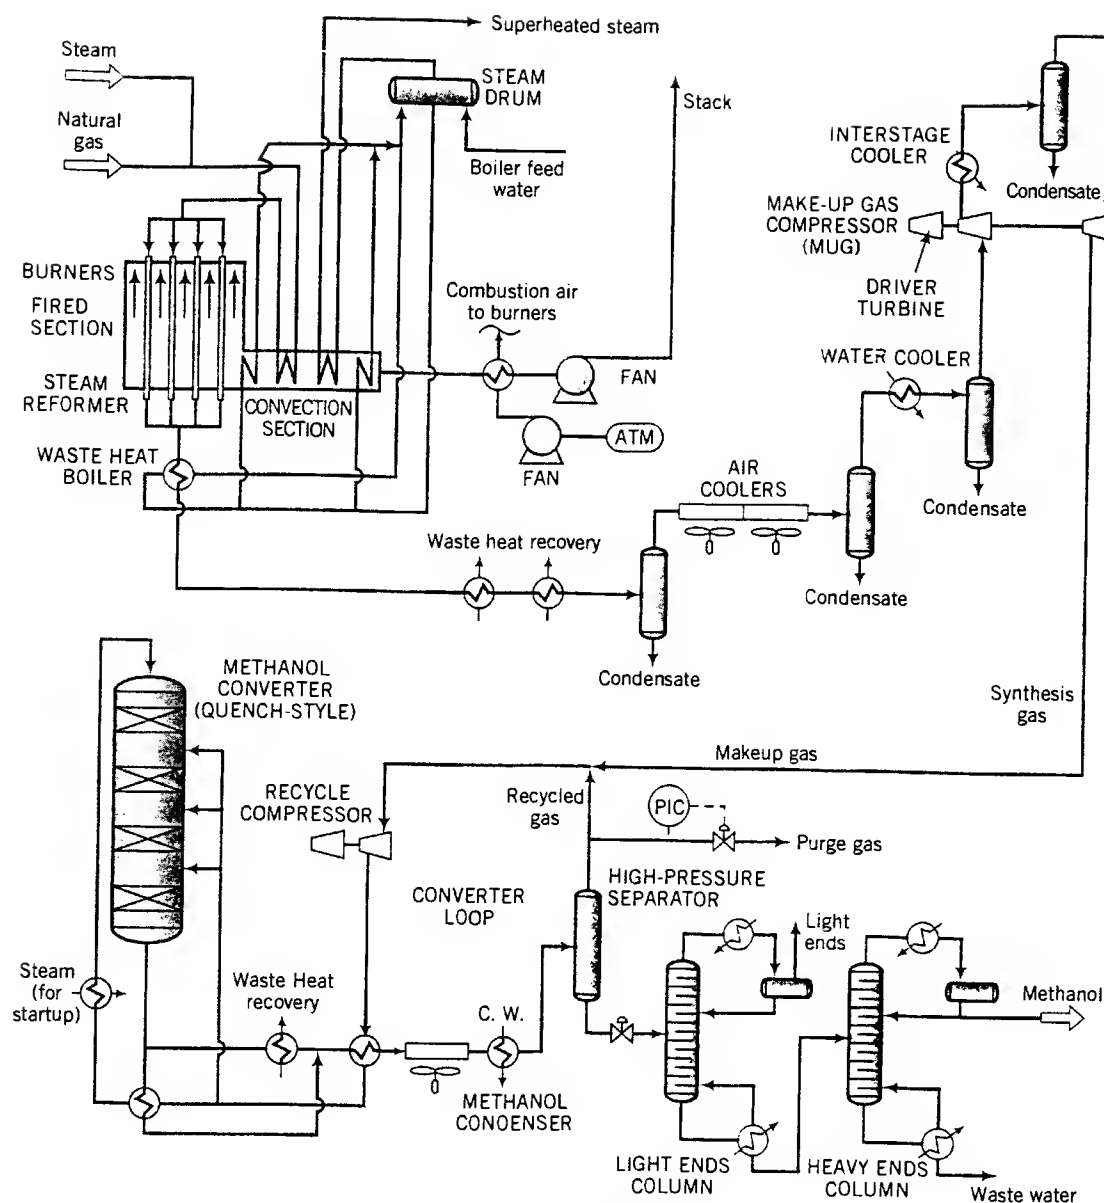 Superheated steam
Steam
STEAM
DRUM
Stack
Natural
gas
Boiler feed
water
INTERSTAGE
COOLER
Condensate
MAKE-UP GAS
COMPRESSOR
(MUG)
DRIVER
TURBINE
BURNERS
FIRED
SECTION
Combustion air
to burners
WATER COOLER
FAN
STEAM
REFORMER
CONVECTION
SECTION
ATM
FAN
WASTE HEAT
BOILER
AIR
COOLERS
Condensate
Waste heat recovery
Condensate
Condensate
METHANOL
CONVERTER
(QUENCH-STYLE)
Synthesis
gas
Makeup gas
RECYCLE
COMPRESSOR
Recycled
gas
PIC
Purge gas
HIGH-PRESSURE
SEPARATOR
CONVERTER
LOOP
Light
ends
Steam
(for
startup)
Waste Heat
recovery
C. W.
Methanol
METHANOL
CONOENSER
LIGHT ENDS
COLUMN
HEAVY ENDS
COLUMN
Waste water